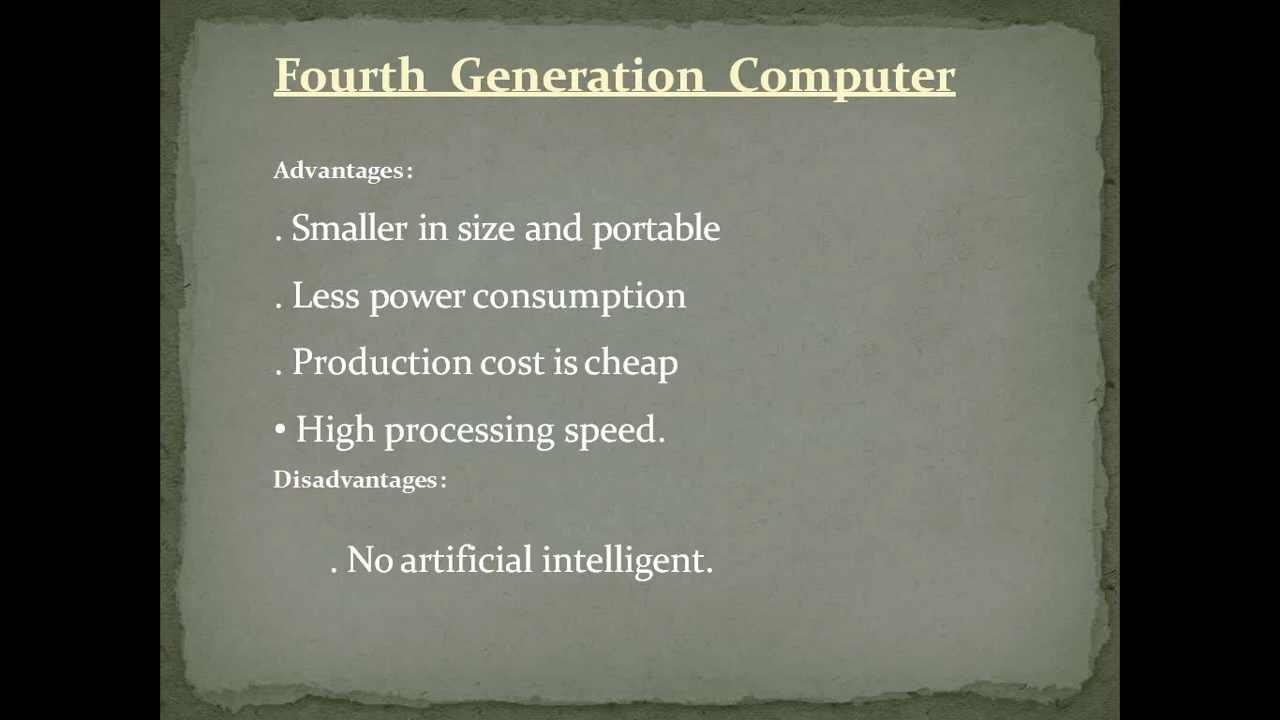 Fourth Generation Computer
Advantages:
. Smaller in size and portable
. Less power consumption
. Production cost is cheap
• High processing speed.
Disadvantages:
. No artificial intelligent.